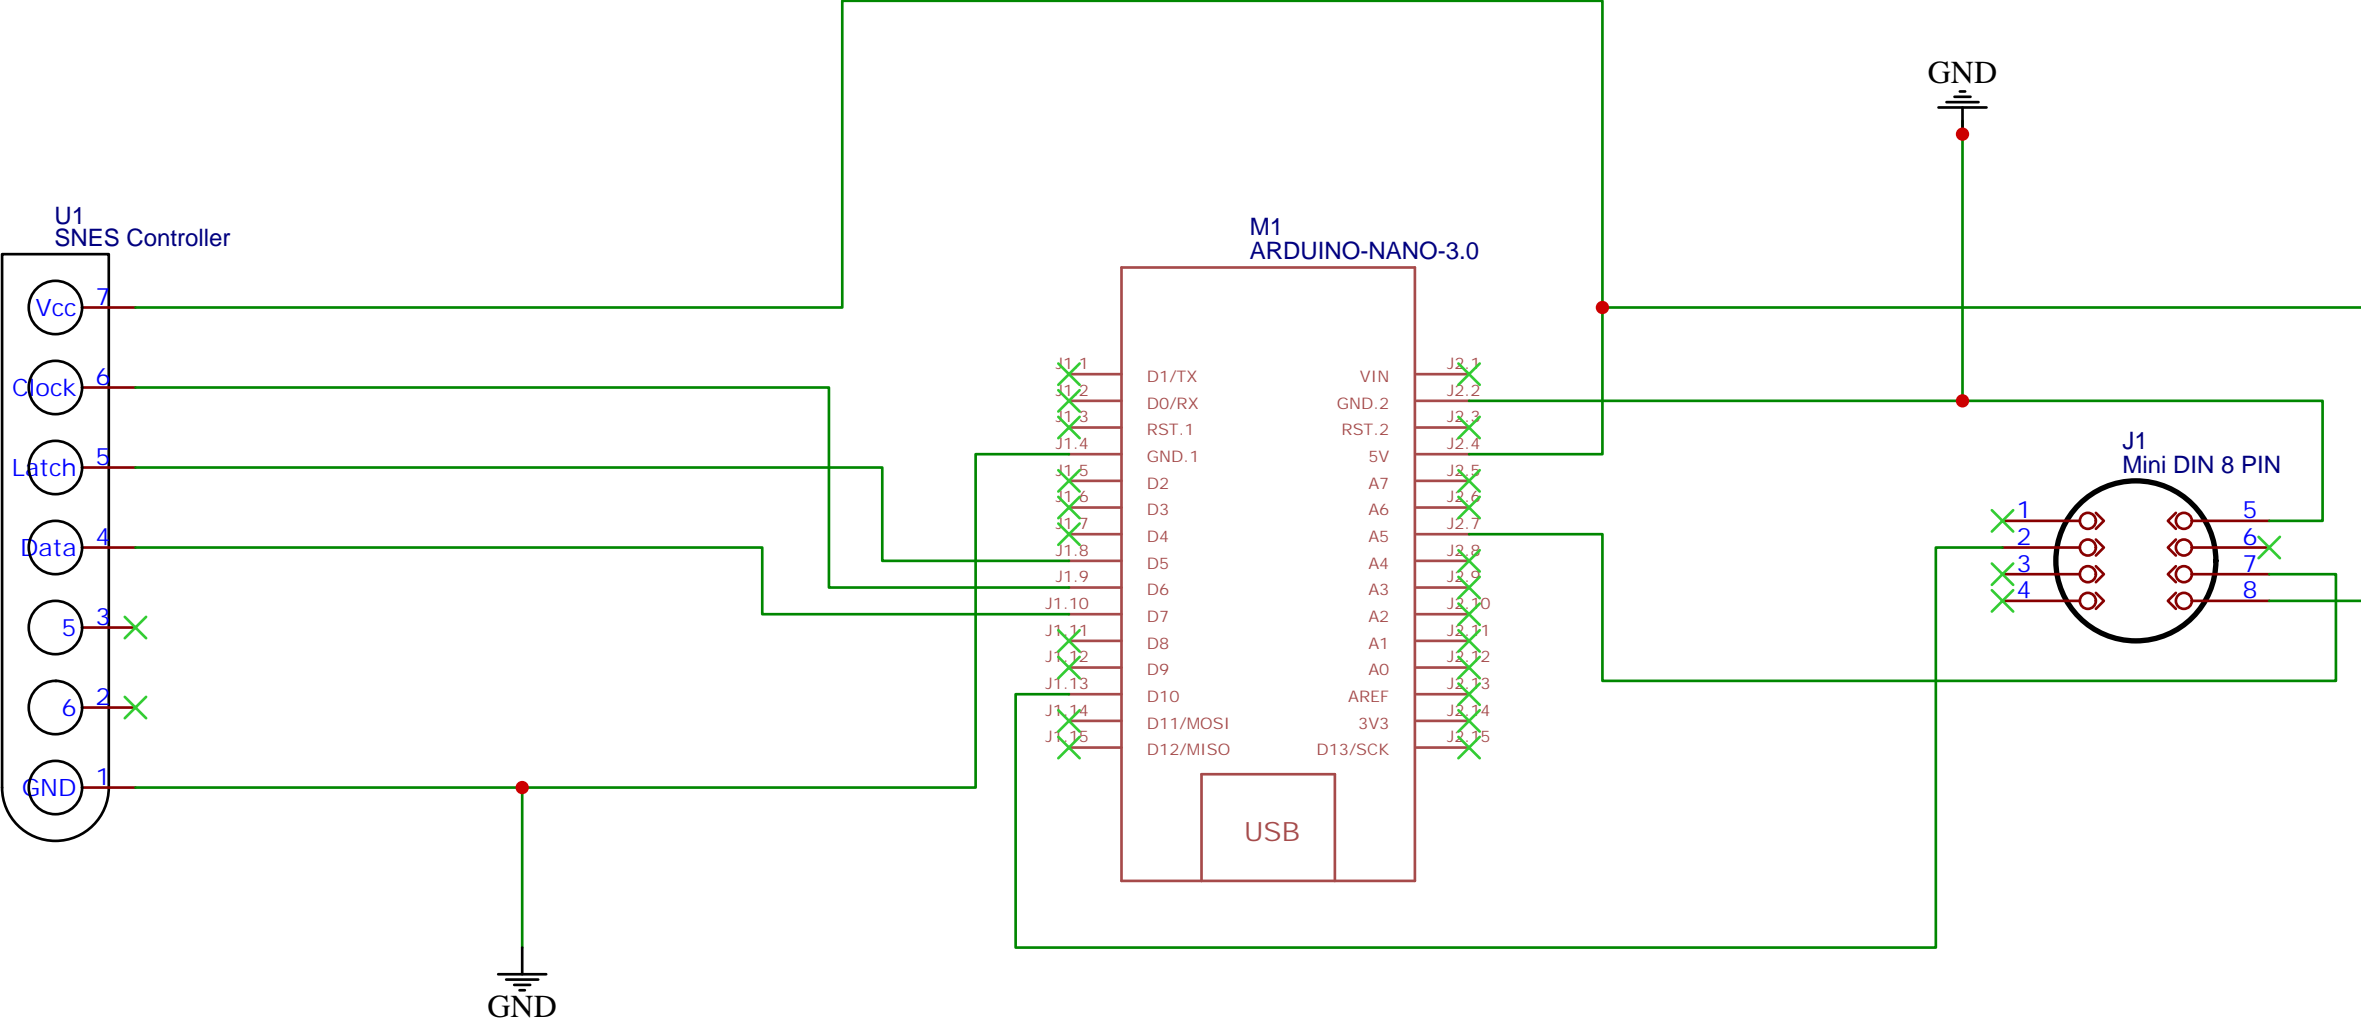 GND
U1
SNES Controller
Vcc 7
Clock 6
Latch 5
Data 4
5 3
6 2
GND 1
GND
M1
ARDUINO-NANO-3.0
J1.1 D1/TX VIN J2.1
J1.2 D0/RX GND.2 J2.2
J1.3 RST.1 RST.2 J2.3
J1.4 GND.1 5V J2.4
J1.5 D2 A7 J2.5
J1.6 D3 A6 J2.6
J1.7 D4 A5 J2.7
J1.8 D5 A4 J2.8
J1.9 D6 A3 J2.9
J1.10 D7 A2 J2.10
J1.11 D8 A1 J2.11
J1.12 D9 A0 J2.12
J1.13 D10 AREF J2.13
J1.14 D11/MOSI 3V3 J2.14
J1.15 D12/MISO D13/SCK J2.15
USB
J1
Mini DIN 8 PIN
1 5
2 6
3 7
4 8